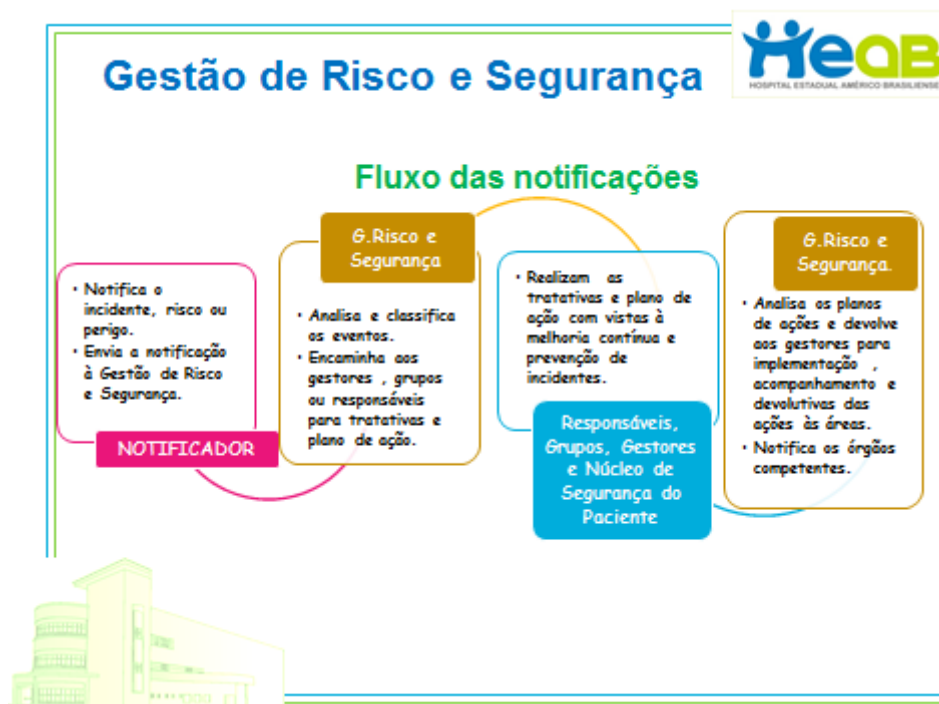 Gestão de Risco e Segurança
HeAB
HOSPITAL ESTADUAL AMÉRICO BRASILIENSE
Fluxo das notificações
• Notifica o
incidente, risco ou
perigo.
• Envia a notificação
à Gestão de Risco
e Segurança.
NOTIFICADOR
G.Risco e
Segurança
• Analisa e classifica
os eventos.
• Encaminha aos
gestores , grupos
ou responsáveis
para tratativas e
plano de ação.
• Realizam as
tratativas e plano de
ação com vistas à
melhoria contínua e
prevenção de
incidentes.
Responsáveis,
Grupos, Gestores
e Núcleo de
Segurança do
Paciente
G.Risco e
Segurança.
• Analisa os planos
de ações e devolve
aos gestores para
implementação ,
acompanhamento e
devolutivas das
ações às áreas.
• Notifica os órgãos
competentes.